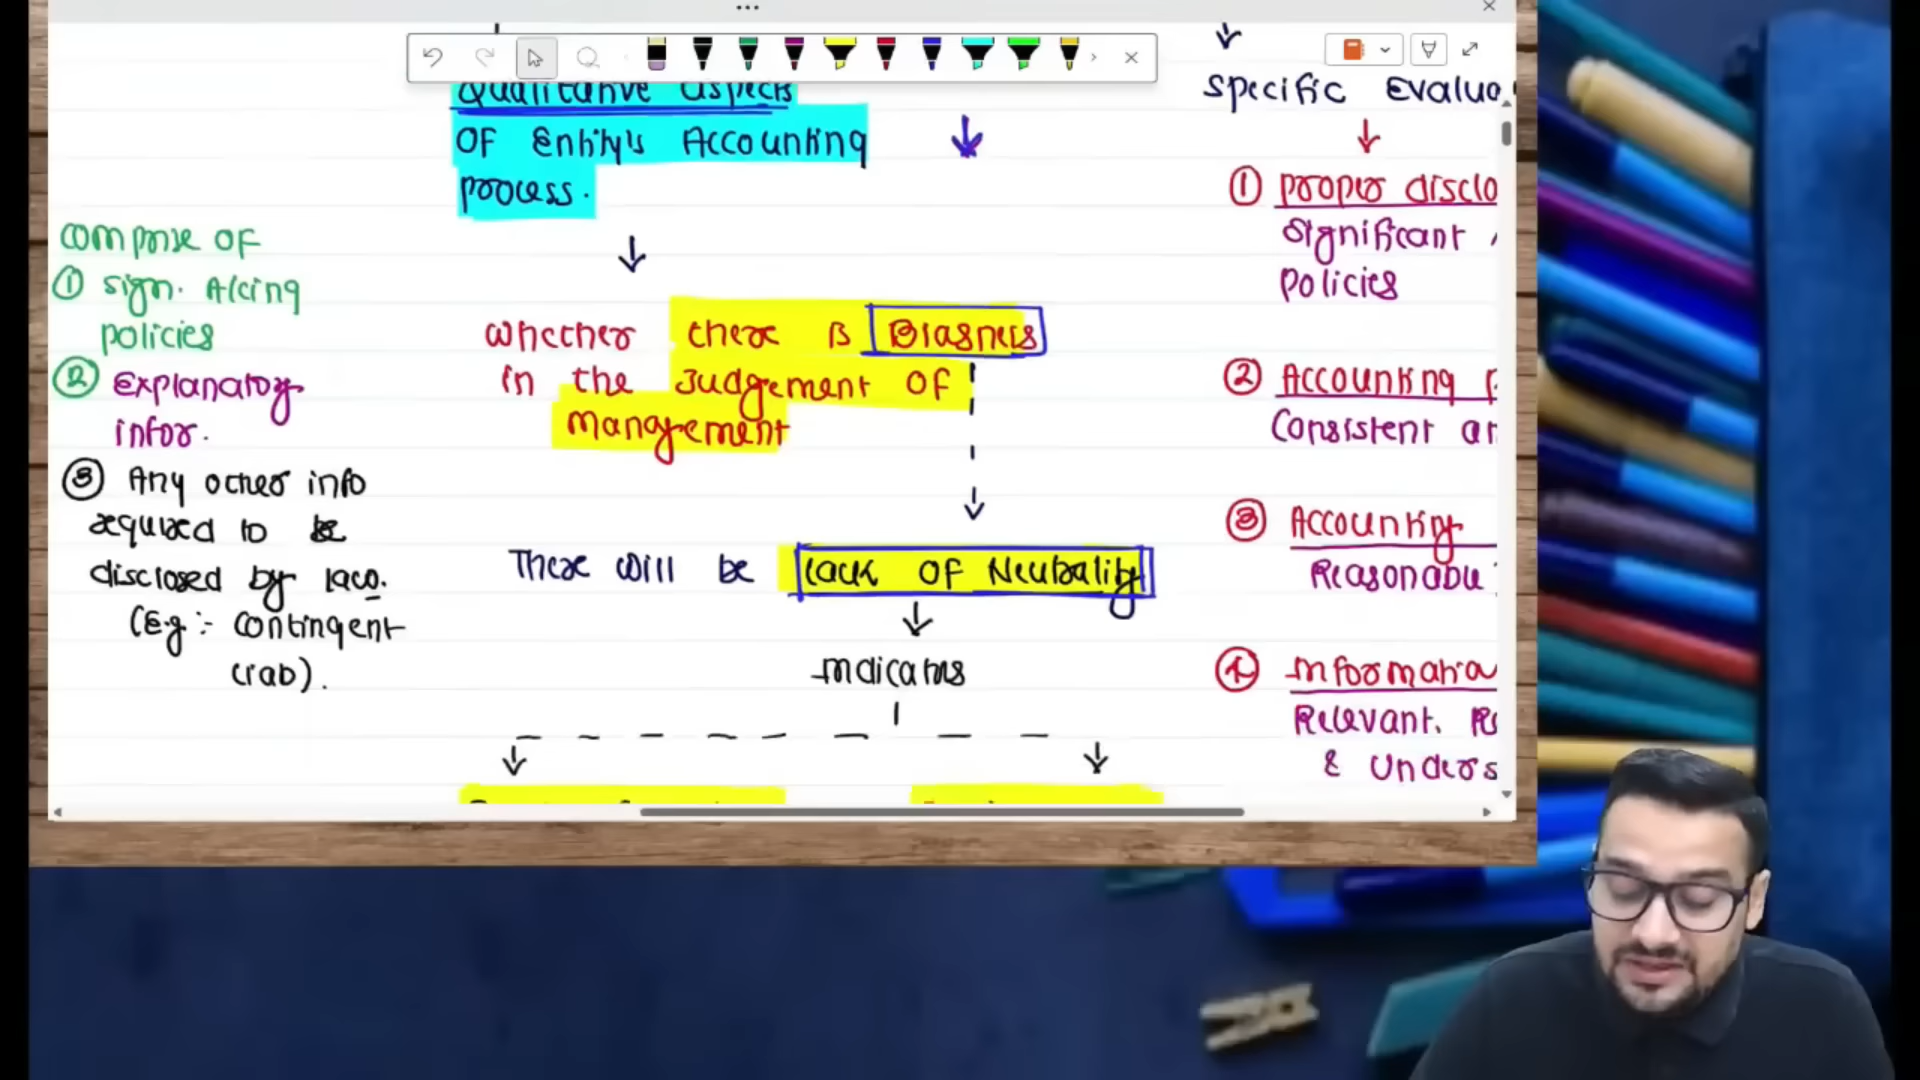 Qualitative aspects
OF Entity's Accounting
process.
comprise OF
① sign. A/cing
policies
② Explanatory
infor.
③ Any other info
required to be
disclosed by law.
(Eg :- contingent
liab).
whether there is Biasness
in the Judgement OF
Management
There will be Lack OF Neutrality
Indicates
Specific Evalua
① proper disclo
Significant
policies
② Accounting p
Consistent an
③ Accounting
Reasonable
④ Information
Relevant. Re
& Unders